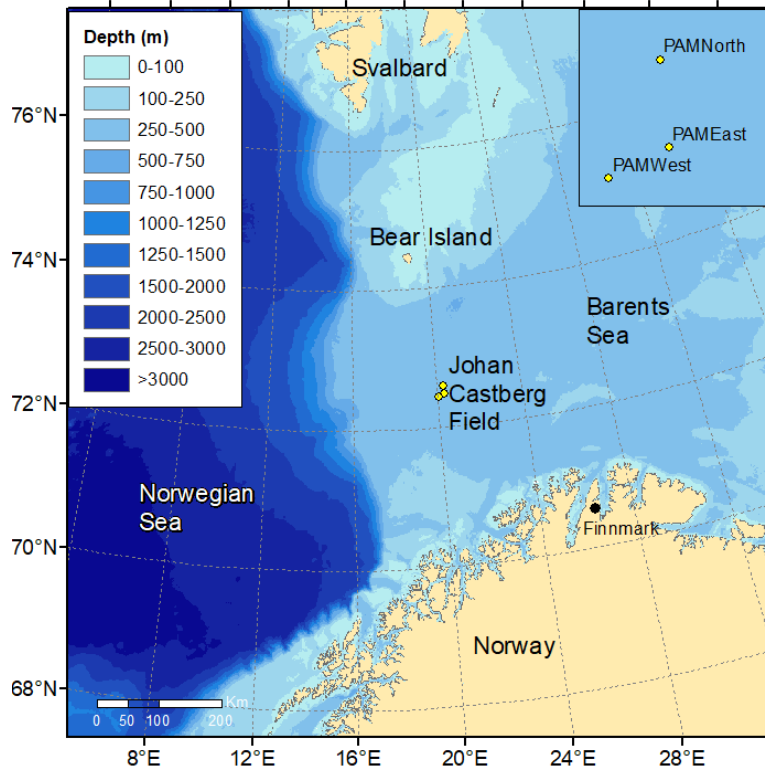 Depth (m)
0-100
100-250
250-500
500-750
750-1000
1000-1250
1250-1500
1500-2000
2000-2500
2500-3000
>3000
Svalbard
PAMNorth
PAMEast
PAMWest
Bear Island
Barents
Sea
Johan
Castberg
Field
Norwegian
Sea
Finnmark
Norway
Km
0 50 100 200
76°N
74°N
72°N
70°N
68°N
8°E 12°E 16°E 20°E 24°E 28°E